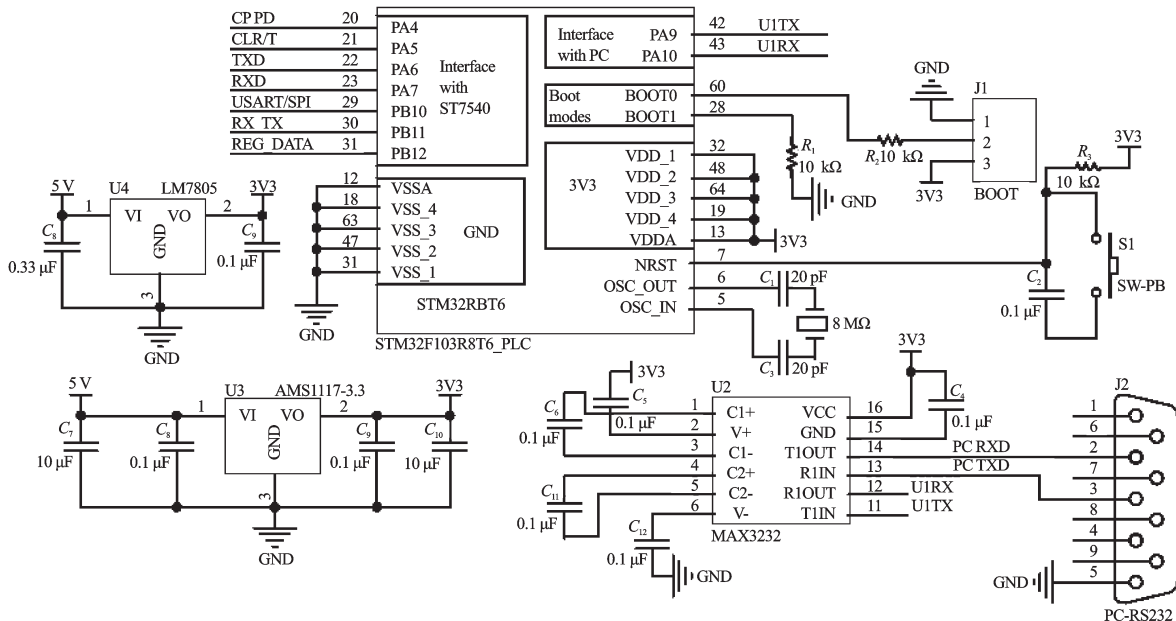 CPPD 20 PA4
CLR/T 21 PA5
TXD 22 PA6
RXD 23 PA7
USART/SPI 29 PB10
RX TX 30 PB11
REG_DATA 31 PB12
Interface
with
ST7540
12 VSSA
18 VSS_4
63 VSS_3
47 VSS_2
31 VSS_1
GND
GND
STM32RBT6
STM32F103R8T6_PLC
Interface
with PC
PA9 42 U1TX
PA10 43 U1RX
Boot
modes
BOOT0 60
BOOT1 28
3V3
VDD_1 32
VDD_2 48
VDD_3 64
VDD_4 19
VDDA 13
3V3
NRST 7
OSC_OUT 6
OSC_IN 5
R1
10 kΩ
GND
R2 10 kΩ
GND
J1
1
2
3
3V3
BOOT
R3
10 kΩ
3V3
S1
SW-PB
C2
0.1 μF
C1 20 pF
8 MΩ
C3 20 pF
5 V
U4
LM7805
3V3
1 VI VO 2
GND
3
C8
0.33 μF
C9
0.1 μF
GND
5 V
U3
AMS1117-3.3
3V3
1 VI VO 2
GND
3
C7
10 μF
C8
0.1 μF
C9
0.1 μF
C10
10 μF
GND
3V3
C6
0.1 μF
C5
0.1 μF
C11
0.1 μF
C12
0.1 μF
GND
U2
1 C1+
2 V+
3 C1-
4 C2+
5 C2-
6 V-
VCC 16
GND 15
T1OUT 14 PC RXD
R1IN 13 PC TXD
R1OUT 12 U1RX
T1IN 11 U1TX
MAX3232
3V3
C4
0.1 μF
J2
1
6
2
7
3
8
4
9
5
GND
PC-RS232